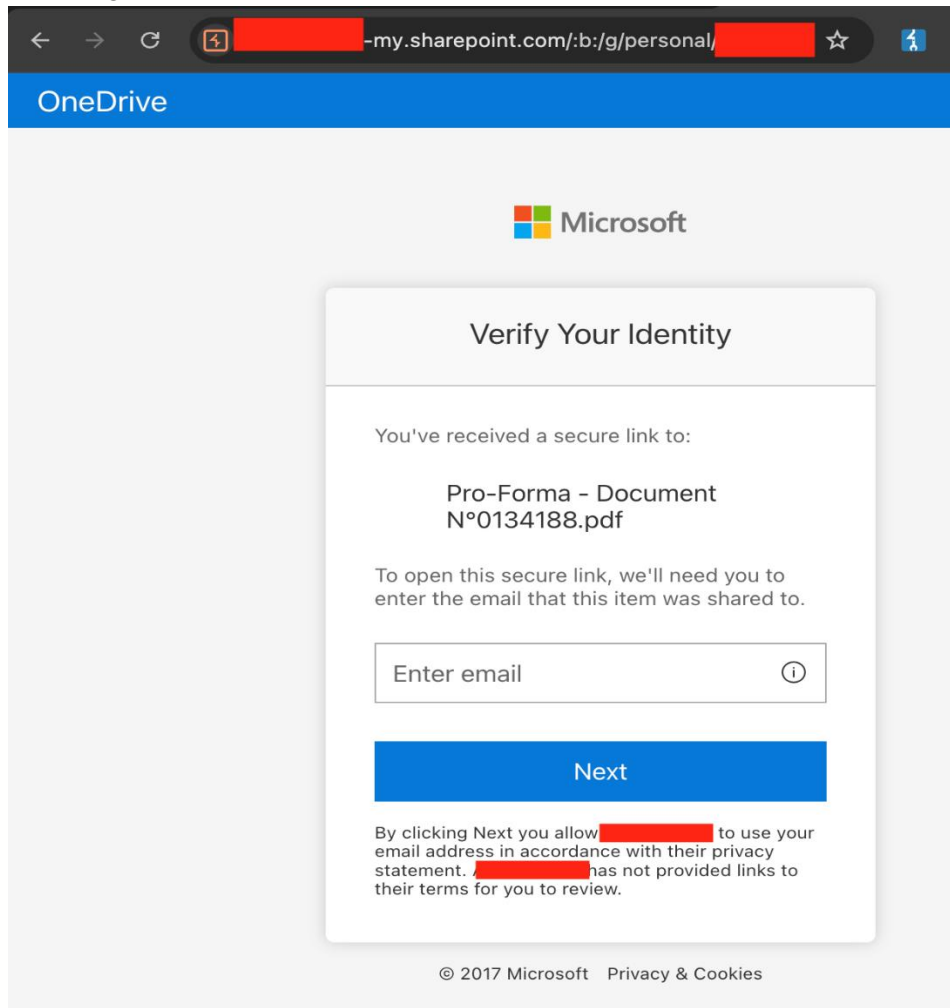 -my.sharepoint.com/:b:/g/personal/
OneDrive
Microsoft
Verify Your Identity
You've received a secure link to:
Pro-Forma - Document
N°0134188.pdf
To open this secure link, we'll need you to
enter the email that this item was shared to.
Enter email
Next
By clicking Next you allow to use your
email address in accordance with their privacy
statement. has not provided links to
their terms for you to review.
© 2017 Microsoft Privacy & Cookies